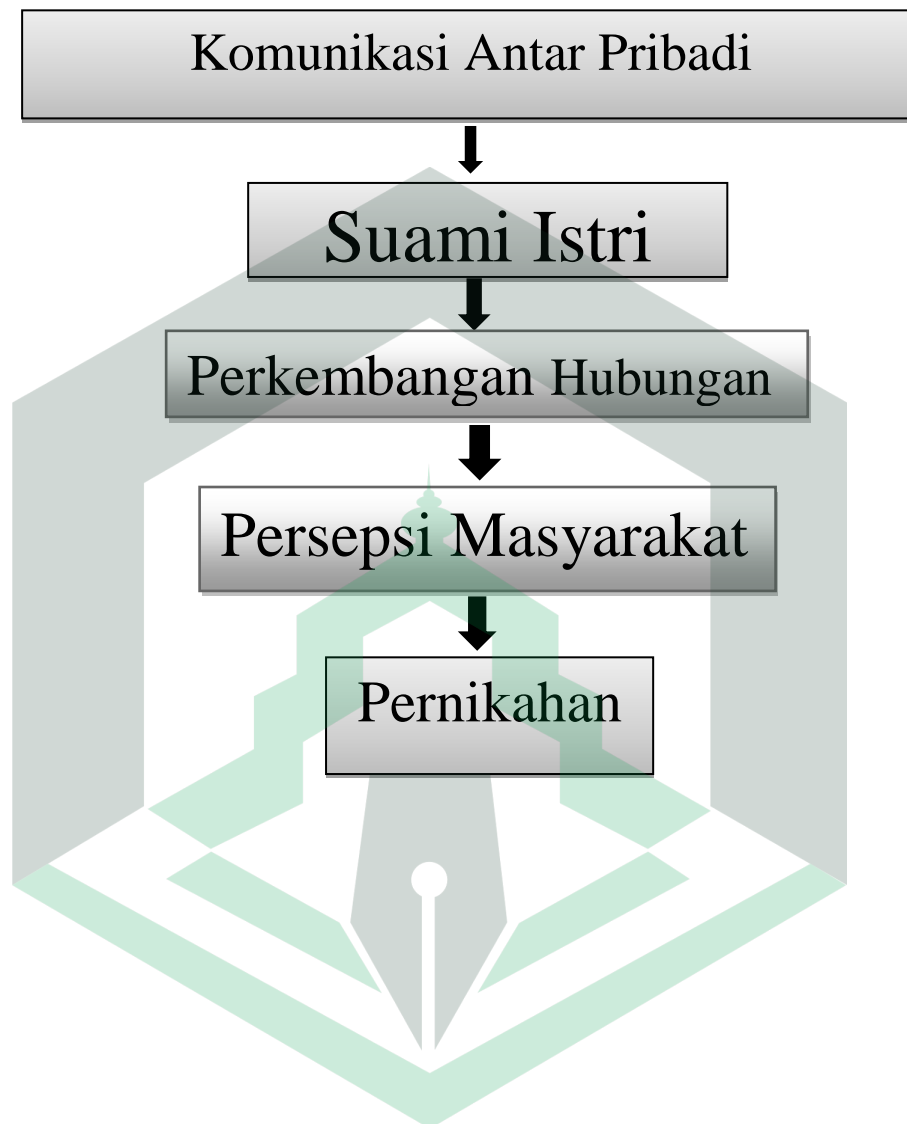 Komunikasi Antar Pribadi
Suami Istri
Perkembangan Hubungan
Persepsi Masyarakat
Pernikahan